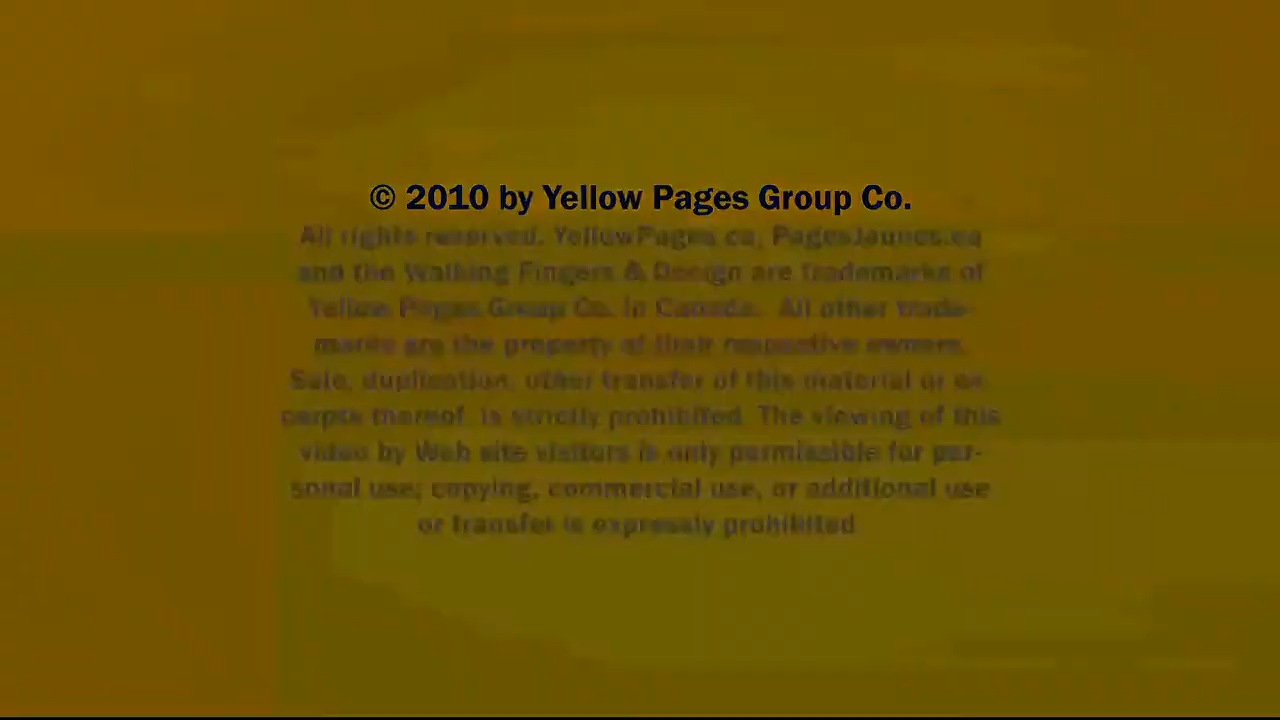 © 2010 by Yellow Pages Group Co.
All rights reserved. YellowPages.ca, PagesJaunes.ca
and the Walking Fingers & Design are trademarks of
Yellow Pages Group Co. in Canada. All other trade-
marks are the property of their respective owners.
Sale, duplication, other transfer of this material or ex-
cerpts thereof, is strictly prohibited. The viewing of this
video by Web site visitors is only permissible for per-
sonal use; copying, commercial use, or additional use
or transfer is expressly prohibited.